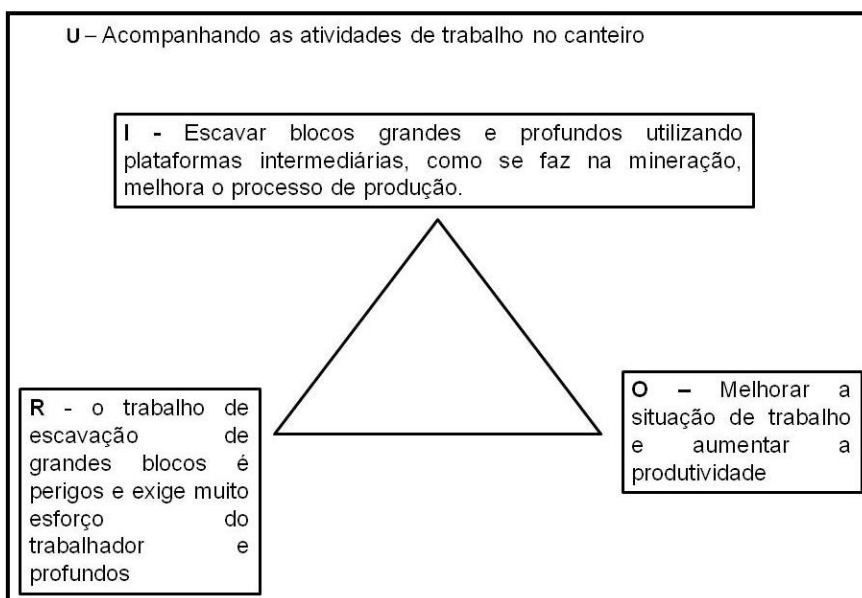 U – Acompanhando as atividades de trabalho no canteiro
I - Escavar blocos grandes e profundos utilizando
plataformas intermediárias, como se faz na mineração,
melhora o processo de produção.
R - o trabalho de
escavação de
grandes blocos é
perigos e exige muito
esforço do
trabalhador e
profundos
O – Melhorar a
situação de trabalho
e aumentar a
produtividade